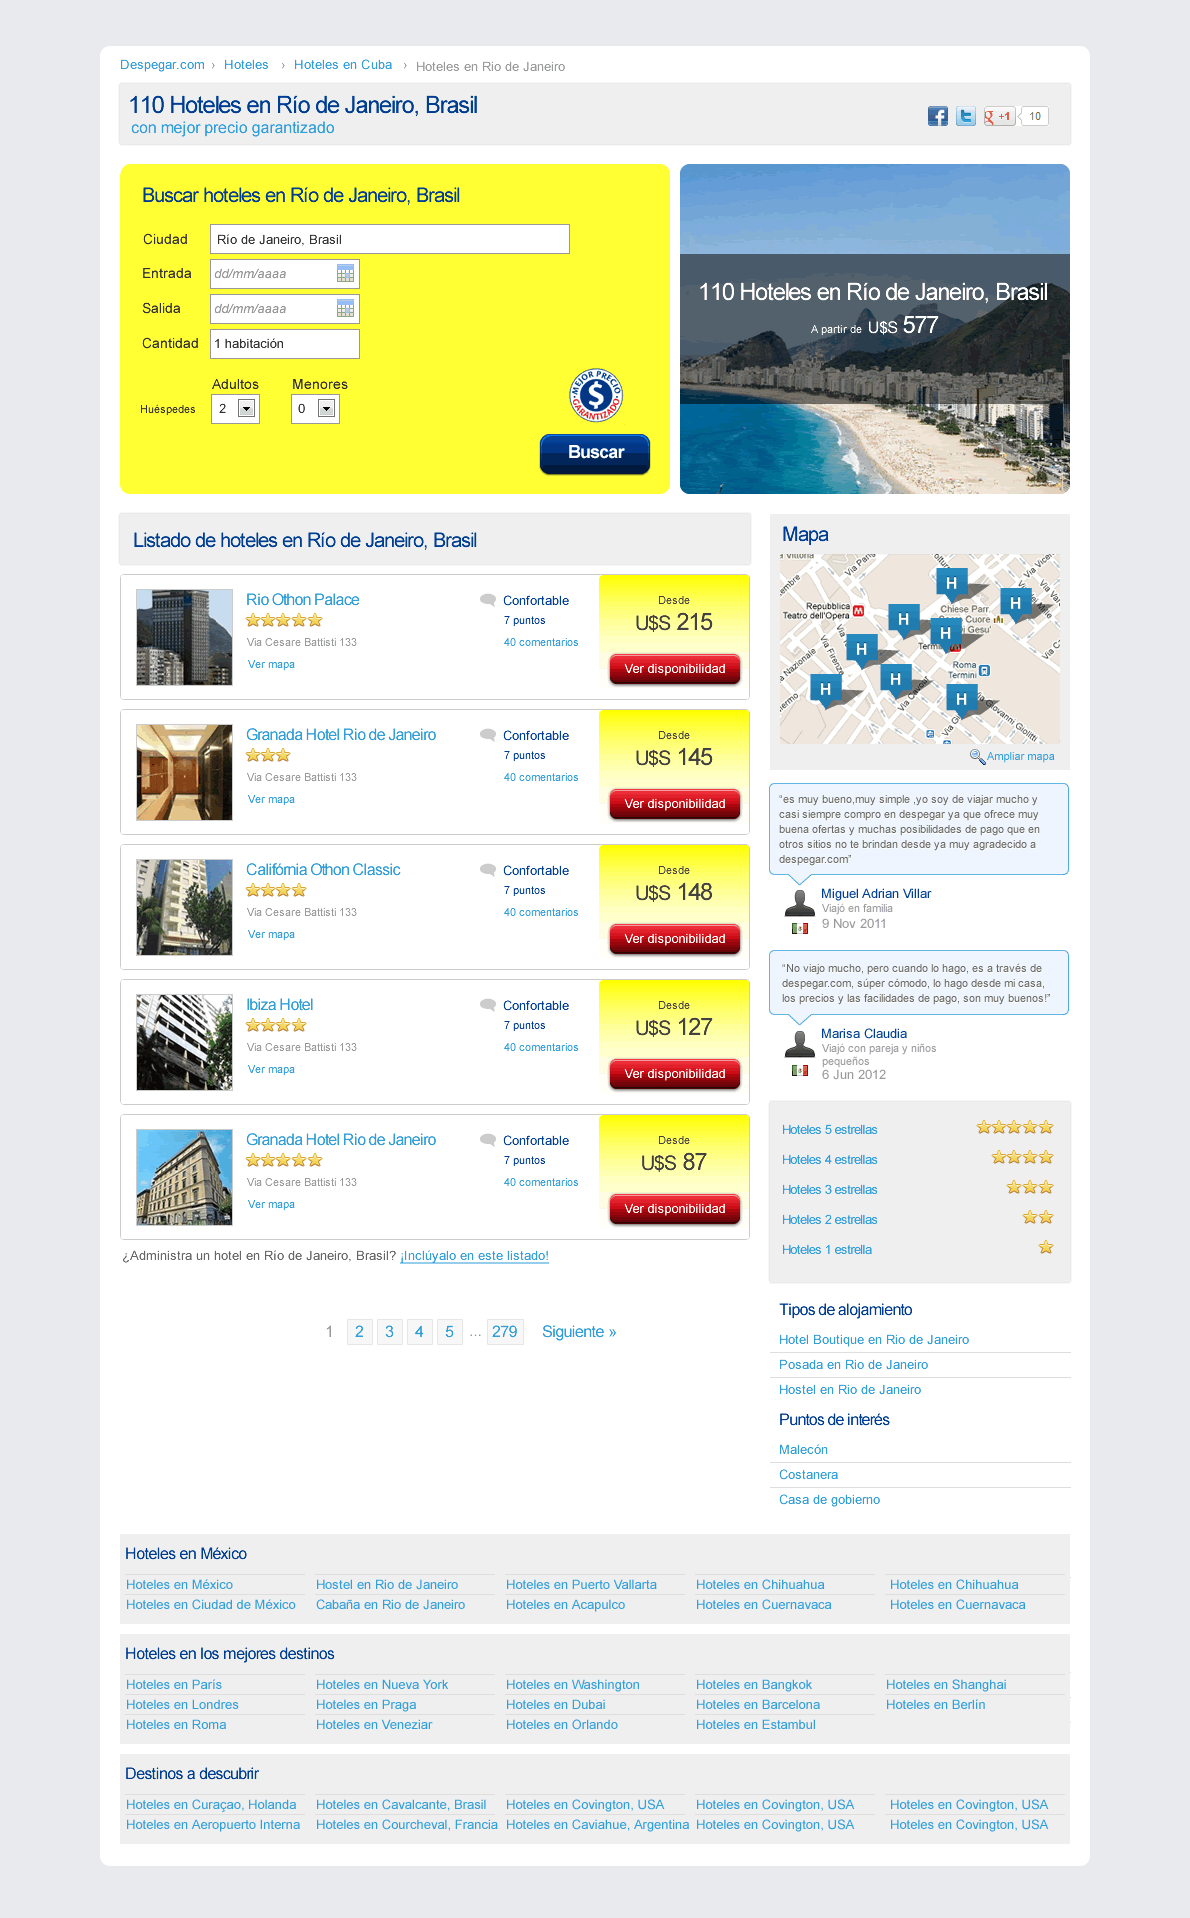 Despegar.com › Hoteles › Hoteles en Cuba › Hoteles en Rio de Janeiro
110 Hoteles en Río de Janeiro, Brasil
con mejor precio garantizado
+1 10
Buscar hoteles en Río de Janeiro, Brasil
Ciudad Río de Janeiro, Brasil
Entrada dd/mm/aaaa
Salida dd/mm/aaaa
Cantidad 1 habitación
Adultos Menores
Huéspedes 2 0
MEJOR PRECIO
$
GARANTIZADO
Buscar
110 Hoteles en Río de Janeiro, Brasil
A partir de U$S 577
Listado de hoteles en Río de Janeiro, Brasil
Rio Othon Palace
Via Cesare Battisti 133
Ver mapa
Confortable
7 puntos
40 comentarios
Desde
U$S 215
Ver disponibilidad
Granada Hotel Rio de Janeiro
Via Cesare Battisti 133
Ver mapa
Confortable
7 puntos
40 comentarios
Desde
U$S 145
Ver disponibilidad
Califórnia Othon Classic
Via Cesare Battisti 133
Ver mapa
Confortable
7 puntos
40 comentarios
Desde
U$S 148
Ver disponibilidad
Ibiza Hotel
Via Cesare Battisti 133
Ver mapa
Confortable
7 puntos
40 comentarios
Desde
U$S 127
Ver disponibilidad
Granada Hotel Rio de Janeiro
Via Cesare Battisti 133
Ver mapa
Confortable
7 puntos
40 comentarios
Desde
U$S 87
Ver disponibilidad
¿Administra un hotel en Río de Janeiro, Brasil? ¡Inclúyalo en este listado!
1 2 3 4 5 ... 279 Siguiente »
Mapa
Repubblica
Teatro dell'Opera
Chiese Parr.
Cuore
Gesu'
Roma
Termini
Via Cavour
Via Giovanni Giolitti
H
H
H
H
H
H
H
H
Ampliar mapa
“es muy bueno,muy simple ,yo soy de viajar mucho y
casi siempre compro en despegar ya que ofrece muy
buena ofertas y muchas posibilidades de pago que en
otros sitios no te brindan desde ya muy agradecido a
despegar.com”
Miguel Adrian Villar
Viajó en familia
9 Nov 2011
“No viajo mucho, pero cuando lo hago, es a través de
despegar.com, súper cómodo, lo hago desde mi casa,
los precios y las facilidades de pago, son muy buenos!”
Marisa Claudia
Viajó con pareja y niños
pequeños
6 Jun 2012
Hoteles 5 estrellas
Hoteles 4 estrellas
Hoteles 3 estrellas
Hoteles 2 estrellas
Hoteles 1 estrella
Tipos de alojamiento
Hotel Boutique en Rio de Janeiro
Posada en Rio de Janeiro
Hostel en Rio de Janeiro
Puntos de interés
Malecón
Costanera
Casa de gobierno
Hoteles en México
Hoteles en México Hostel en Rio de Janeiro Hoteles en Puerto Vallarta Hoteles en Chihuahua Hoteles en Chihuahua
Hoteles en Ciudad de México Cabaña en Rio de Janeiro Hoteles en Acapulco Hoteles en Cuernavaca Hoteles en Cuernavaca
Hoteles en los mejores destinos
Hoteles en París Hoteles en Nueva York Hoteles en Washington Hoteles en Bangkok Hoteles en Shanghai
Hoteles en Londres Hoteles en Praga Hoteles en Dubai Hoteles en Barcelona Hoteles en Berlín
Hoteles en Roma Hoteles en Veneziar Hoteles en Orlando Hoteles en Estambul
Destinos a descubrir
Hoteles en Curaçao, Holanda Hoteles en Cavalcante, Brasil Hoteles en Covington, USA Hoteles en Covington, USA Hoteles en Covington, USA
Hoteles en Aeropuerto Interna Hoteles en Courcheval, Francia Hoteles en Caviahue, Argentina Hoteles en Covington, USA Hoteles en Covington, USA